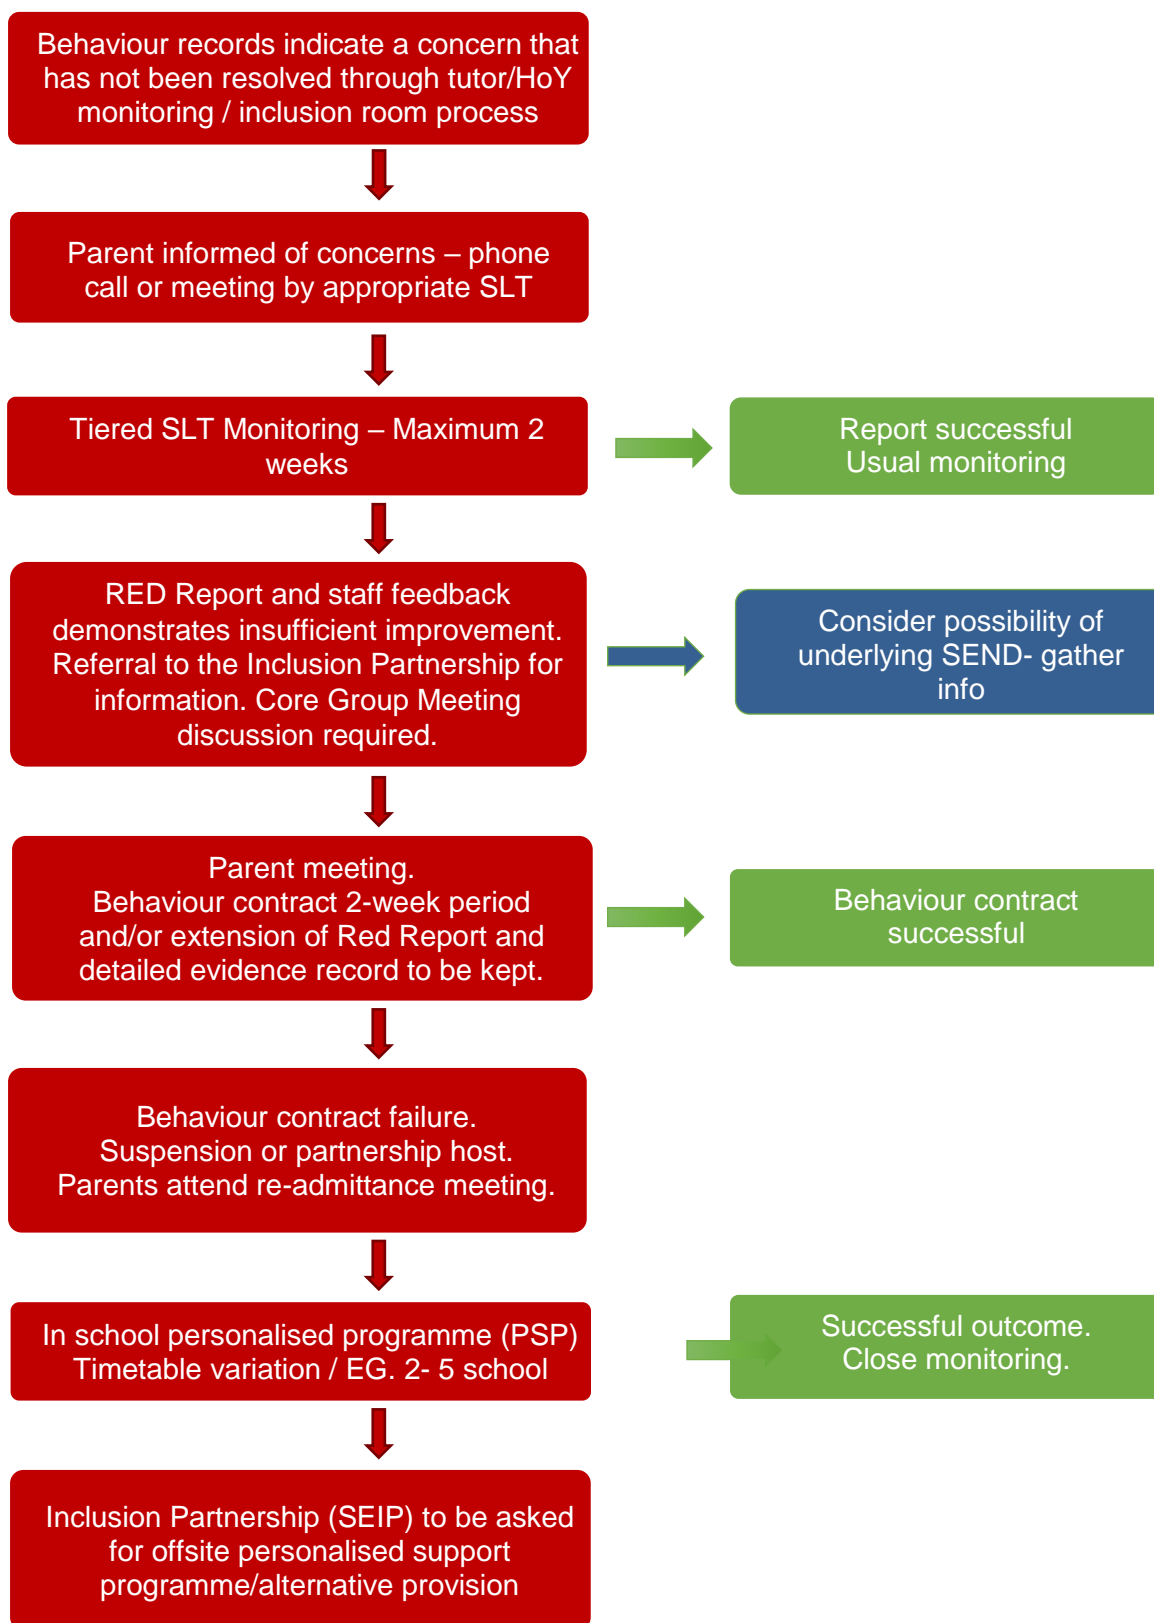 Behaviour records indicate a concern that
has not been resolved through tutor/HoY
monitoring / inclusion room process
Parent informed of concerns – phone
call or meeting by appropriate SLT
Tiered SLT Monitoring – Maximum 2
weeks
Report successful
Usual monitoring
RED Report and staff feedback
demonstrates insufficient improvement.
Referral to the Inclusion Partnership for
information. Core Group Meeting
discussion required.
Consider possibility of
underlying SEND- gather
info
Parent meeting.
Behaviour contract 2-week period
and/or extension of Red Report and
detailed evidence record to be kept.
Behaviour contract
successful
Behaviour contract failure.
Suspension or partnership host.
Parents attend re-admittance meeting.
In school personalised programme (PSP)
Timetable variation / EG. 2- 5 school
Successful outcome.
Close monitoring.
Inclusion Partnership (SEIP) to be asked
for offsite personalised support
programme/alternative provision